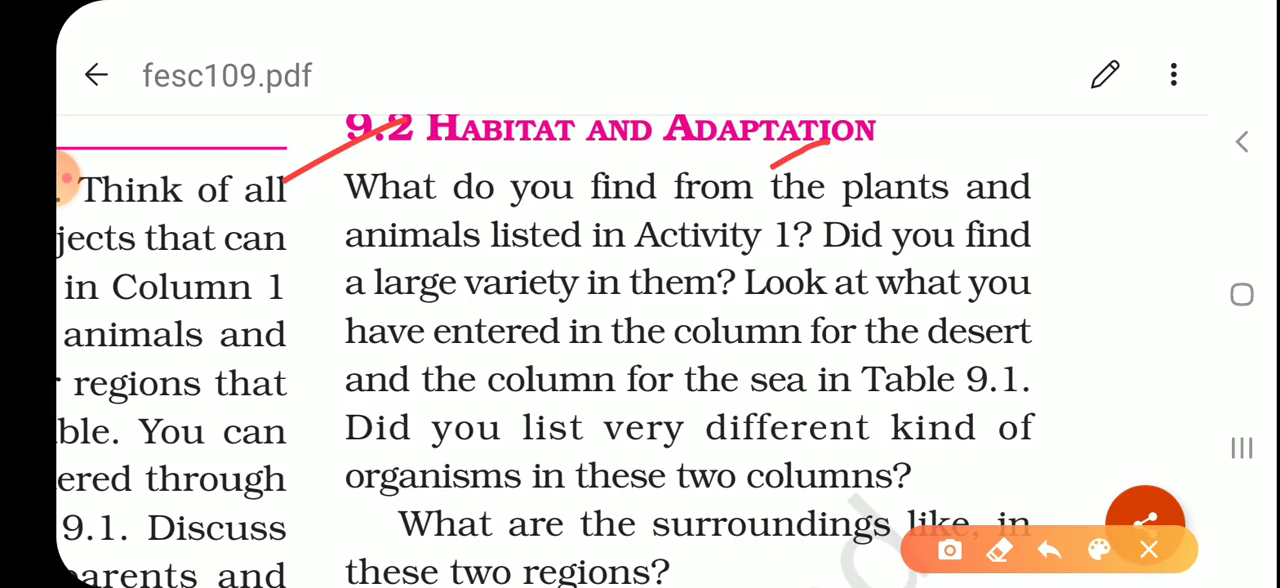 fesc109.pdf
9.2 HABITAT AND ADAPTATION
Think of all
jects that can
in Column 1
animals and
regions that
ble. You can
ered through
9.1. Discuss
parents and
What do you find from the plants and
animals listed in Activity 1? Did you find
a large variety in them? Look at what you
have entered in the column for the desert
and the column for the sea in Table 9.1.
Did you list very different kind of
organisms in these two columns?
What are the surroundings like, in
these two regions?